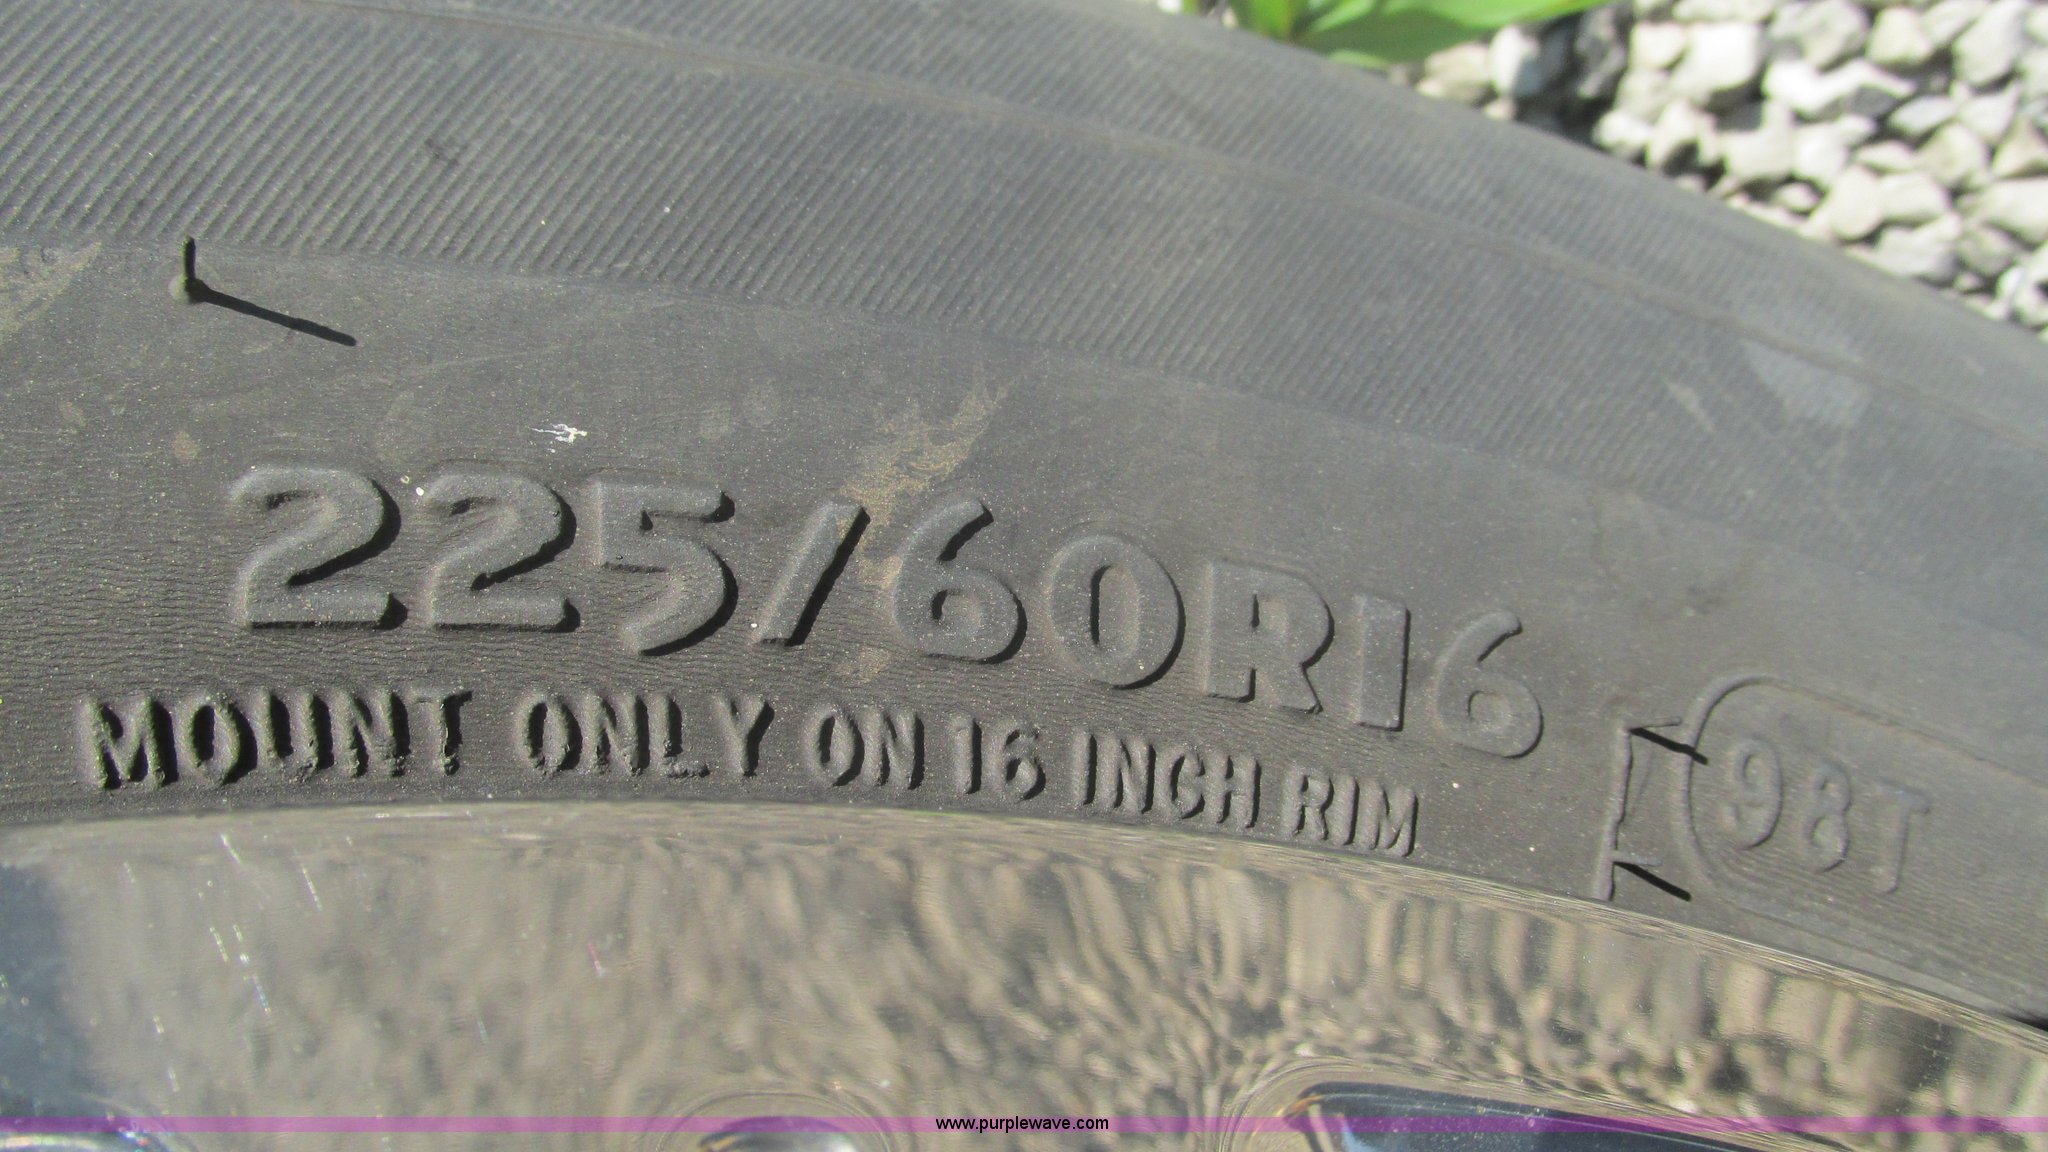 225/60R16
98T
MOUNT ONLY ON 16 INCH RIM
www.purplewave.com